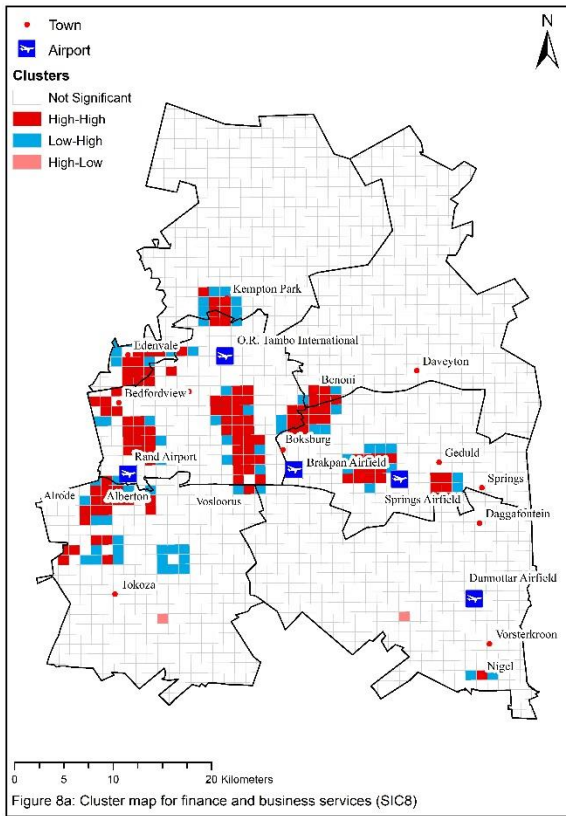 Town
N
Airport
Clusters
Not Significant
High-High
Low-High
High-Low
Kempton Park
Edenvale
O.R. Tambo International
Daveyton
Bedfordview
Benoni
Boksburg
Rand Airport
Brakpan Airfield
Geduld
Alrode
Alberton
Vosloorus
Springs Airfield
Springs
Daggafontein
Tokoza
Dunnottar Airfield
Vorsterkroon
Nigel
0 5 10 20 Kilometers
Figure 8a: Cluster map for finance and business services (SIC8)